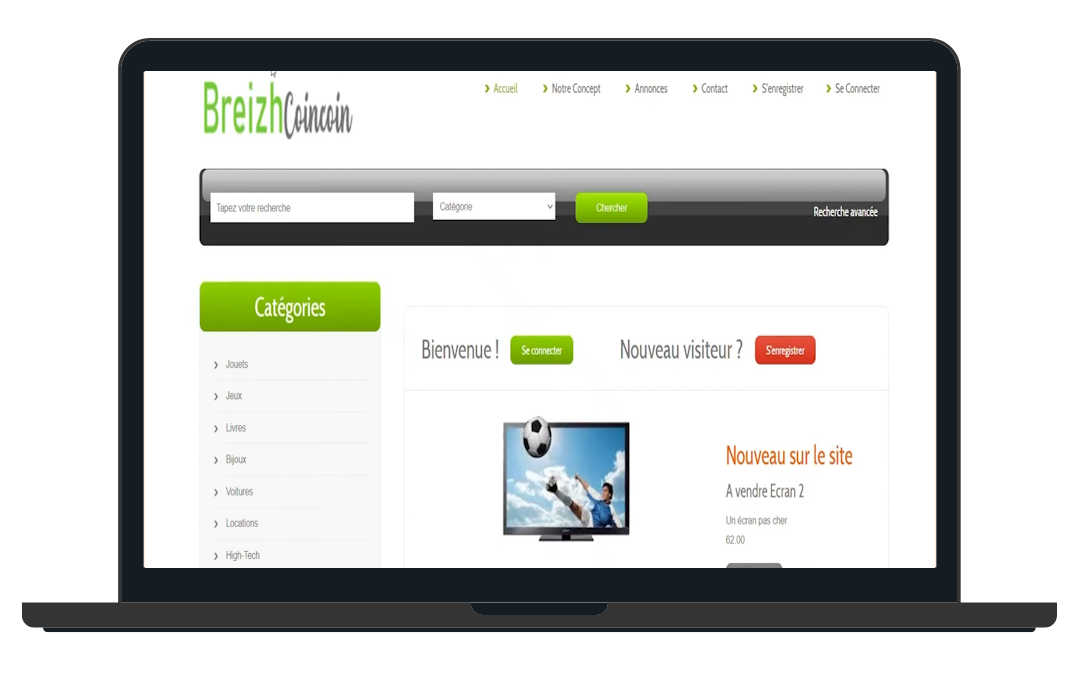 BreizhCoincoin
Accueil Notre Concept Annonces Contact S'enregistrer Se Connecter
Tapez votre recherche Catégorie Chercher Recherche avancée
Catégories
Jouets
Jeux
Livres
Bijoux
Voitures
Locations
High-Tech
Bienvenue ! Se connecter Nouveau visiteur ? S'enregistrer
Nouveau sur le site
A vendre Ecran 2
Un écran pas cher
62.00